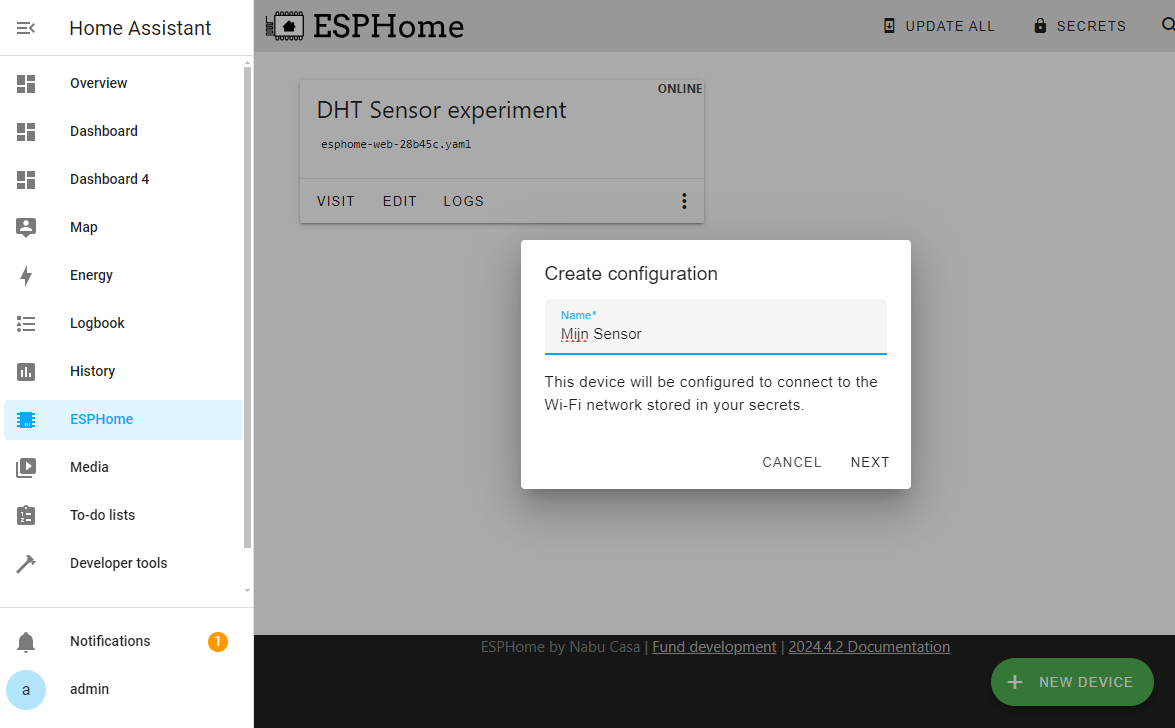 Home Assistant
Overview
Dashboard
Dashboard 4
Map
Energy
Logbook
History
ESPHome
Media
To-do lists
Developer tools
Notifications 1
a admin
ESPHome
UPDATE ALL
SECRETS
ONLINE
DHT Sensor experiment
esphome-web-28b45c.yaml
VISIT EDIT LOGS
Create configuration
Name*
Mijn Sensor
This device will be configured to connect to the
Wi-Fi network stored in your secrets.
CANCEL NEXT
ESPHome by Nabu Casa | Fund development | 2024.4.2 Documentation
+ NEW DEVICE